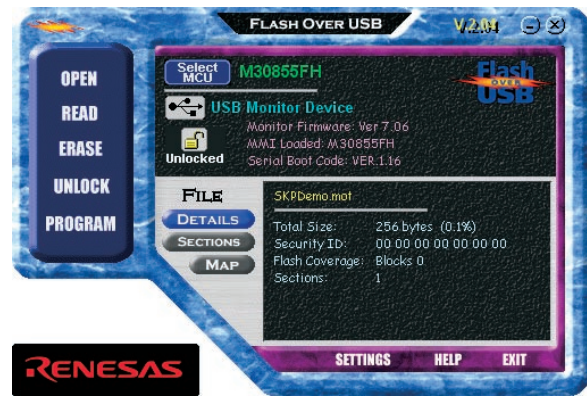 FLASH OVER USB
OPEN
READ
ERASE
UNLOCK
PROGRAM
Select MCU
M30855FH
Flash
OVER
USB
USB Monitor Device
Monitor Firmware: Ver 7.06
MMI Loaded: M30855FH
Serial Boot Code: VER.1.16
Unlocked
FILE
DETAILS
SECTIONS
MAP
SKPDemo.mot
Total Size: 256 bytes (0.1%)
Security ID: 00 00 00 00 00 00 00
Flash Coverage: Blocks 0
Sections: 1
SETTINGS HELP EXIT
RENESAS